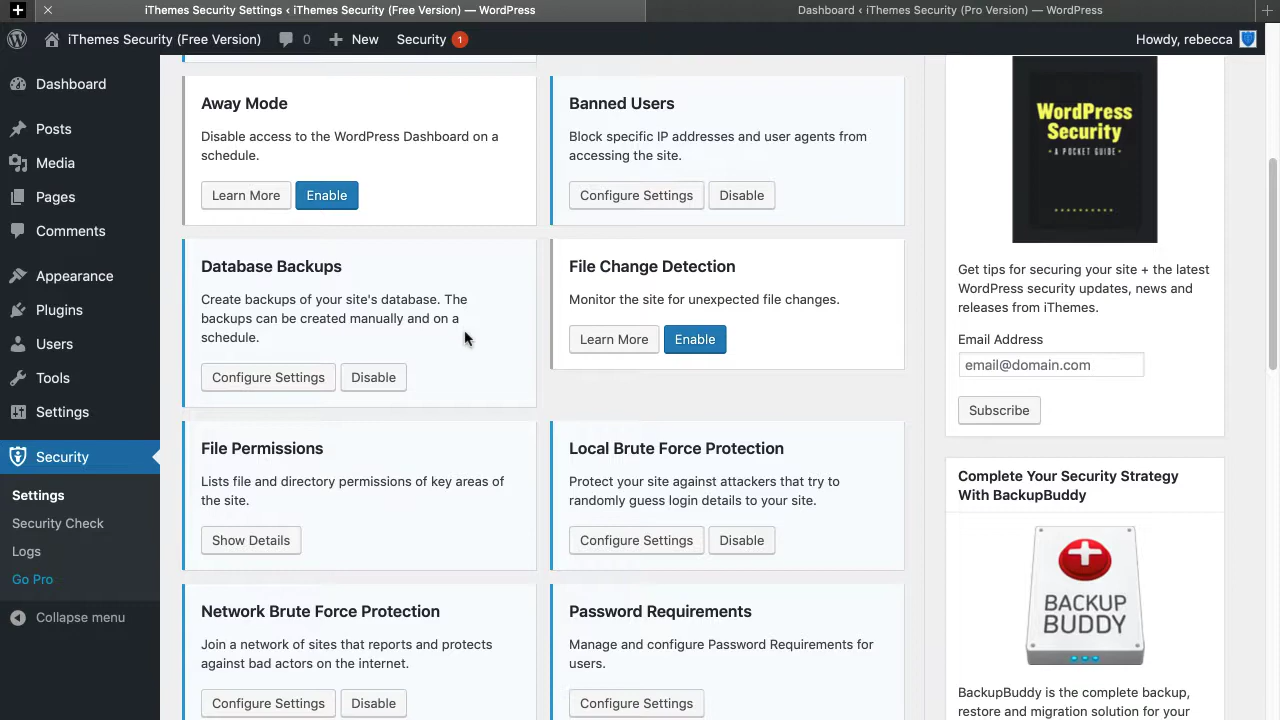 iThemes Security Settings ‹ iThemes Security (Free Version) — WordPress
Dashboard ‹ iThemes Security (Pro Version) — WordPress
iThemes Security (Free Version)
0
New
Security 1
Howdy, rebecca
Dashboard
Posts
Media
Pages
Comments
Appearance
Plugins
Users
Tools
Settings
Security
Settings
Security Check
Logs
Go Pro
Collapse menu
Away Mode
Disable access to the WordPress Dashboard on a
schedule.
Learn More
Enable
Banned Users
Block specific IP addresses and user agents from
accessing the site.
Configure Settings
Disable
Database Backups
Create backups of your site's database. The
backups can be created manually and on a
schedule.
Configure Settings
Disable
File Change Detection
Monitor the site for unexpected file changes.
Learn More
Enable
File Permissions
Lists file and directory permissions of key areas of
the site.
Show Details
Local Brute Force Protection
Protect your site against attackers that try to
randomly guess login details to your site.
Configure Settings
Disable
Network Brute Force Protection
Join a network of sites that reports and protects
against bad actors on the internet.
Configure Settings
Disable
Password Requirements
Manage and configure Password Requirements for
users.
Configure Settings
WordPress
Security
A POCKET GUIDE
Get tips for securing your site + the latest
WordPress security updates, news and
releases from iThemes.
Email Address
email@domain.com
Subscribe
Complete Your Security Strategy
With BackupBuddy
BACKUP
BUDDY
BackupBuddy is the complete backup,
restore and migration solution for your